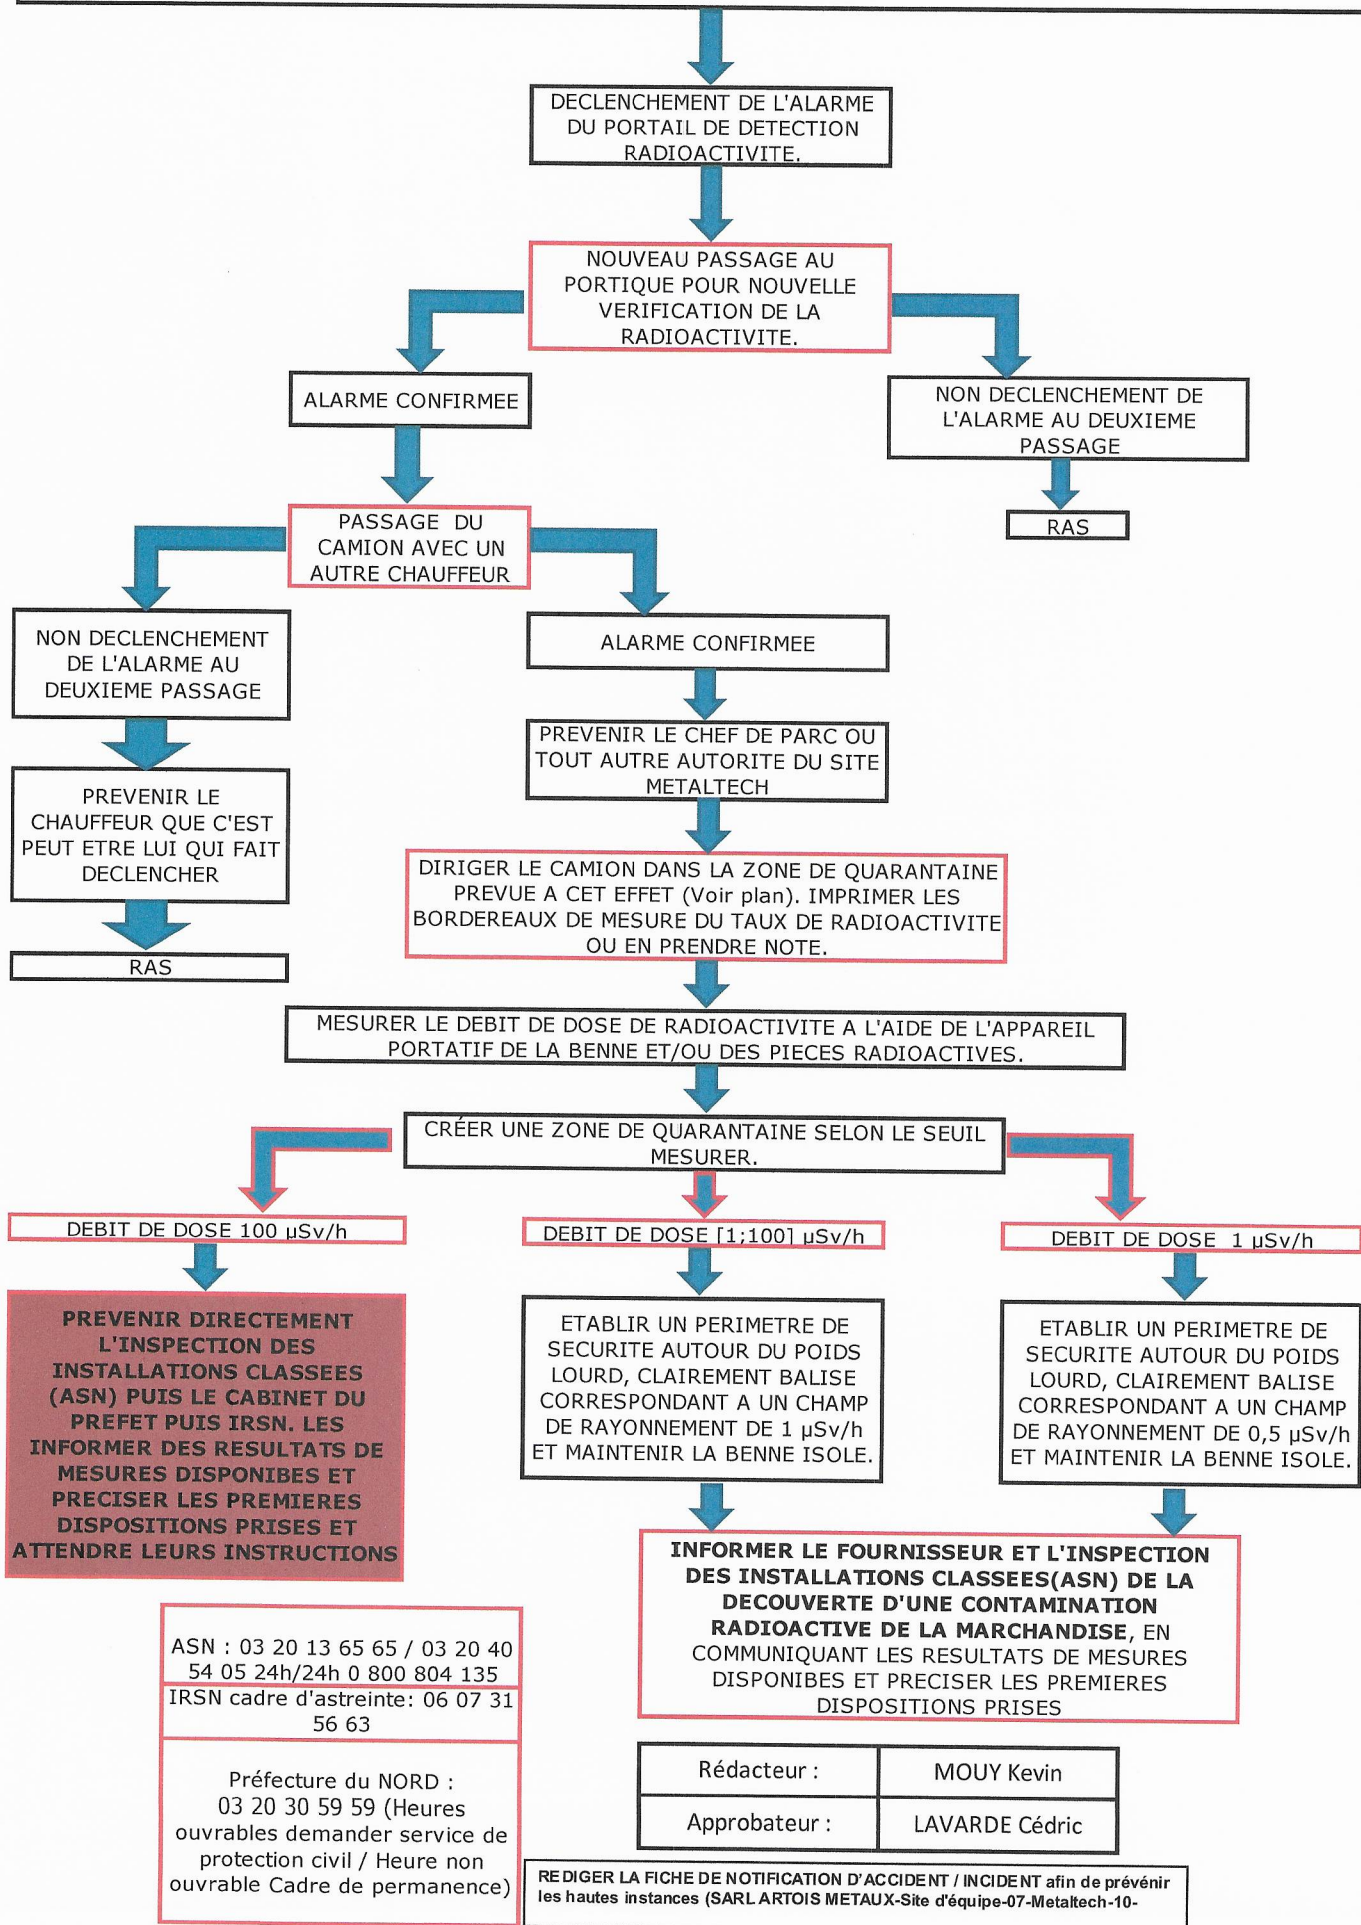 DECLENCHEMENT DE L'ALARME
DU PORTAIL DE DETECTION
RADIOACTIVITE.
NOUVEAU PASSAGE AU
PORTIQUE POUR NOUVELLE
VERIFICATION DE LA
RADIOACTIVITE.
ALARME CONFIRMEE
NON DECLENCHEMENT DE
L'ALARME AU DEUXIEME
PASSAGE
RAS
PASSAGE DU
CAMION AVEC UN
AUTRE CHAUFFEUR
NON DECLENCHEMENT
DE L'ALARME AU
DEUXIEME PASSAGE
PREVENIR LE
CHAUFFEUR QUE C'EST
PEUT ETRE LUI QUI FAIT
DECLENCHER
RAS
ALARME CONFIRMEE
PREVENIR LE CHEF DE PARC OU
TOUT AUTRE AUTORITE DU SITE
METALTECH
DIRIGER LE CAMION DANS LA ZONE DE QUARANTAINE
PREVUE A CET EFFET (Voir plan). IMPRIMER LES
BORDEREAUX DE MESURE DU TAUX DE RADIOACTIVITE
OU EN PRENDRE NOTE.
MESURER LE DEBIT DE DOSE DE RADIOACTIVITE A L'AIDE DE L'APPAREIL
PORTATIF DE LA BENNE ET/OU DES PIECES RADIOACTIVES.
CRÉER UNE ZONE DE QUARANTAINE SELON LE SEUIL
MESURER.
DEBIT DE DOSE 100 µSv/h
PREVENIR DIRECTEMENT
L'INSPECTION DES
INSTALLATIONS CLASSEES
(ASN) PUIS LE CABINET DU
PREFET PUIS IRSN. LES
INFORMER DES RESULTATS DE
MESURES DISPONIBES ET
PRECISER LES PREMIERES
DISPOSITIONS PRISES ET
ATTENDRE LEURS INSTRUCTIONS
DEBIT DE DOSE [1;100] µSv/h
ETABLIR UN PERIMETRE DE
SECURITE AUTOUR DU POIDS
LOURD, CLAIREMENT BALISE
CORRESPONDANT A UN CHAMP
DE RAYONNEMENT DE 1 µSv/h
ET MAINTENIR LA BENNE ISOLE.
DEBIT DE DOSE 1 µSv/h
ETABLIR UN PERIMETRE DE
SECURITE AUTOUR DU POIDS
LOURD, CLAIREMENT BALISE
CORRESPONDANT A UN CHAMP
DE RAYONNEMENT DE 0,5 µSv/h
ET MAINTENIR LA BENNE ISOLE.
INFORMER LE FOURNISSEUR ET L'INSPECTION
DES INSTALLATIONS CLASSEES(ASN) DE LA
DECOUVERTE D'UNE CONTAMINATION
RADIOACTIVE DE LA MARCHANDISE, EN
COMMUNIQUANT LES RESULTATS DE MESURES
DISPONIBES ET PRECISER LES PREMIERES
DISPOSITIONS PRISES
ASN : 03 20 13 65 65 / 03 20 40
54 05 24h/24h 0 800 804 135
IRSN cadre d'astreinte: 06 07 31
56 63
Préfecture du NORD :
03 20 30 59 59 (Heures
ouvrables demander service de
protection civil / Heure non
ouvrable Cadre de permanence)
Rédacteur : MOUY Kevin
Approbateur : LAVARDE Cédric
REDIGER LA FICHE DE NOTIFICATION D'ACCIDENT / INCIDENT afin de prévenir
les hautes instances (SARL ARTOIS METAUX-Site d'équipe-07-Metaltech-10-